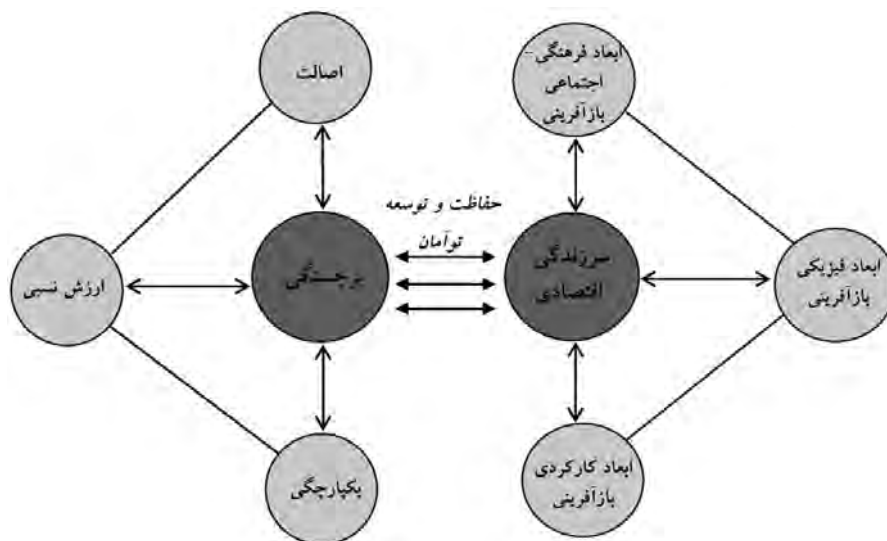 ابعاد فرهنگی-
اجتماعی
بازآفرینی
اصالت
حفاظت و توسعه
توآمان
سرزندگی
اقتصادی
برجستگی
ابعاد فیزیکی
بازآفرینی
ارزش نسبی
ابعاد کارکردی
بازآفرینی
یکپارچگی